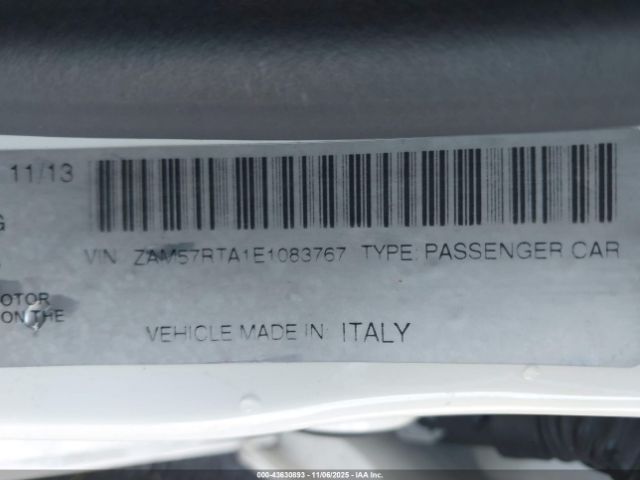 11/13
G
VIN ZAM57RTA1E1083767 TYPE: PASSENGER CAR
OTOR
ON THE
VEHICLE MADE IN: ITALY
000-43630893 - 11/06/2025 - IAA Inc.